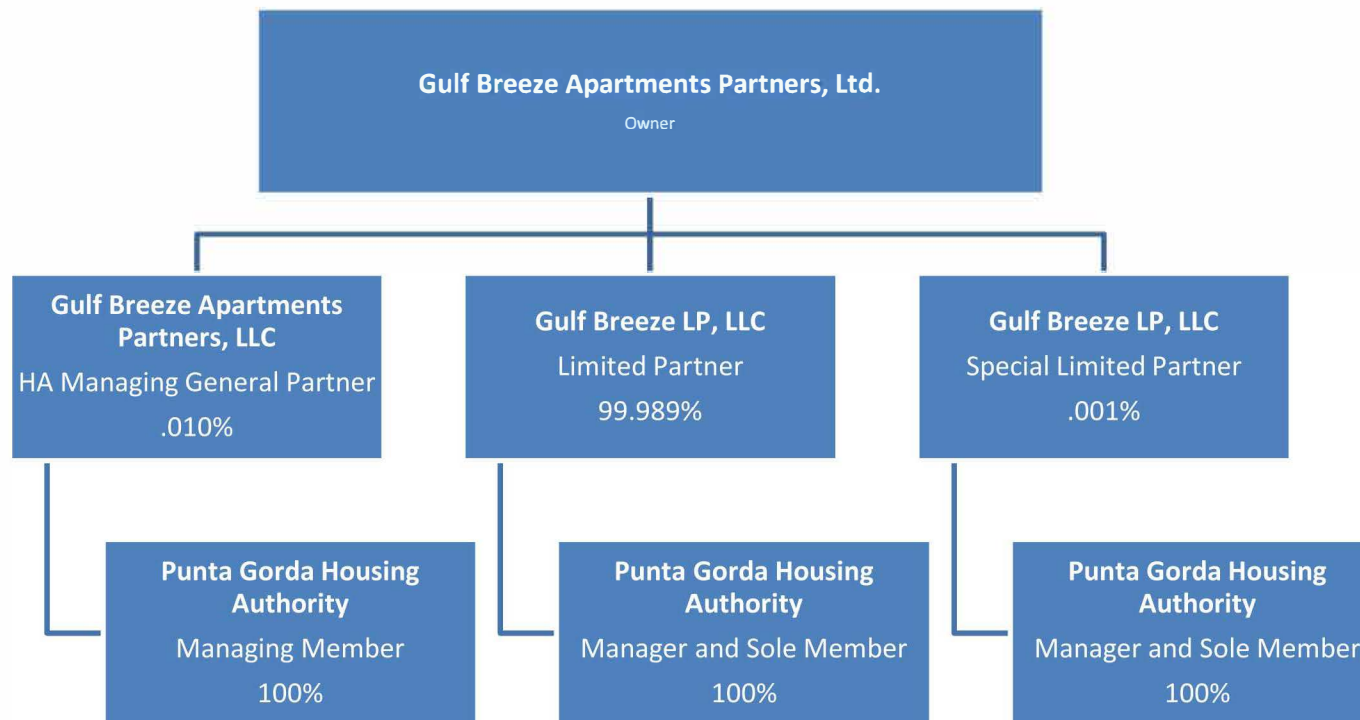 Gulf Breeze Apartments Partners, Ltd.
Owner
Gulf Breeze Apartments
Partners, LLC
HA Managing General Partner
.010%
Gulf Breeze LP, LLC
Limited Partner
99.989%
Gulf Breeze LP, LLC
Special Limited Partner
.001%
Punta Gorda Housing
Authority
Managing Member
100%
Punta Gorda Housing
Authority
Manager and Sole Member
100%
Punta Gorda Housing
Authority
Manager and Sole Member
100%